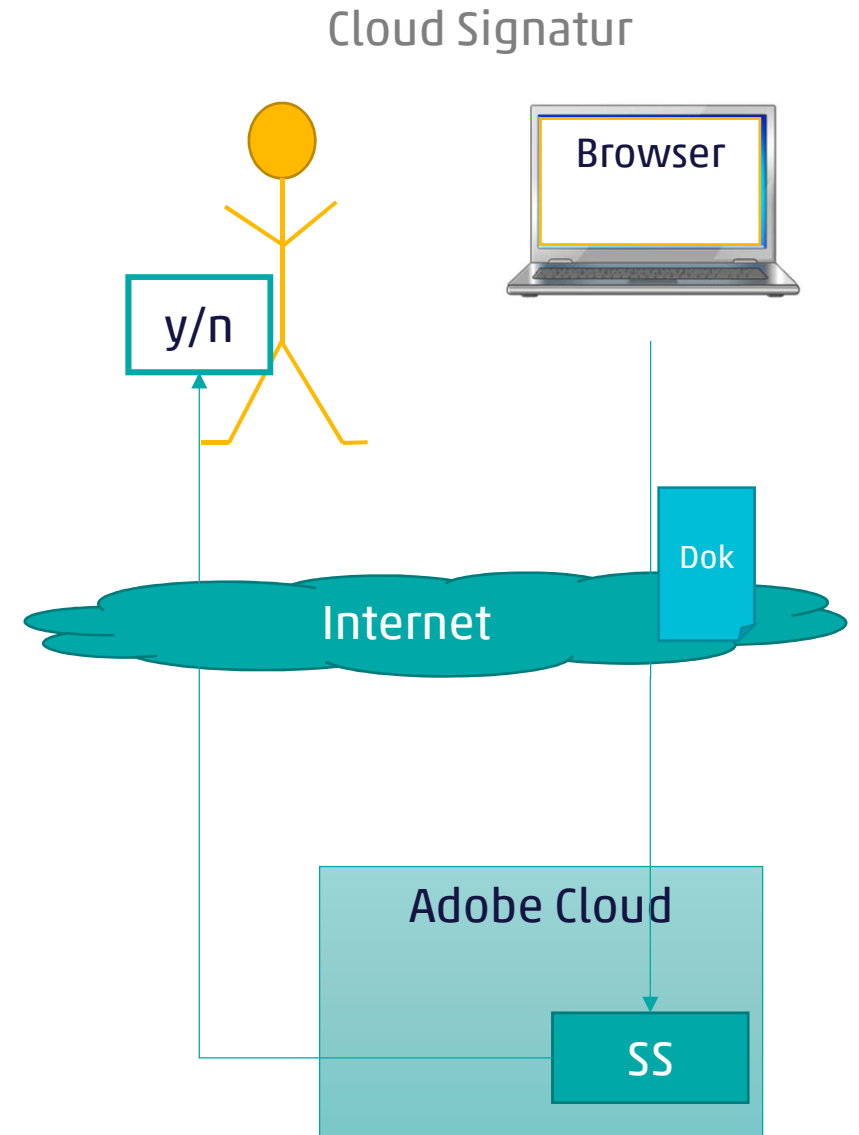 Cloud Signatur
Browser
y/n
Dok
Internet
Adobe Cloud
SS